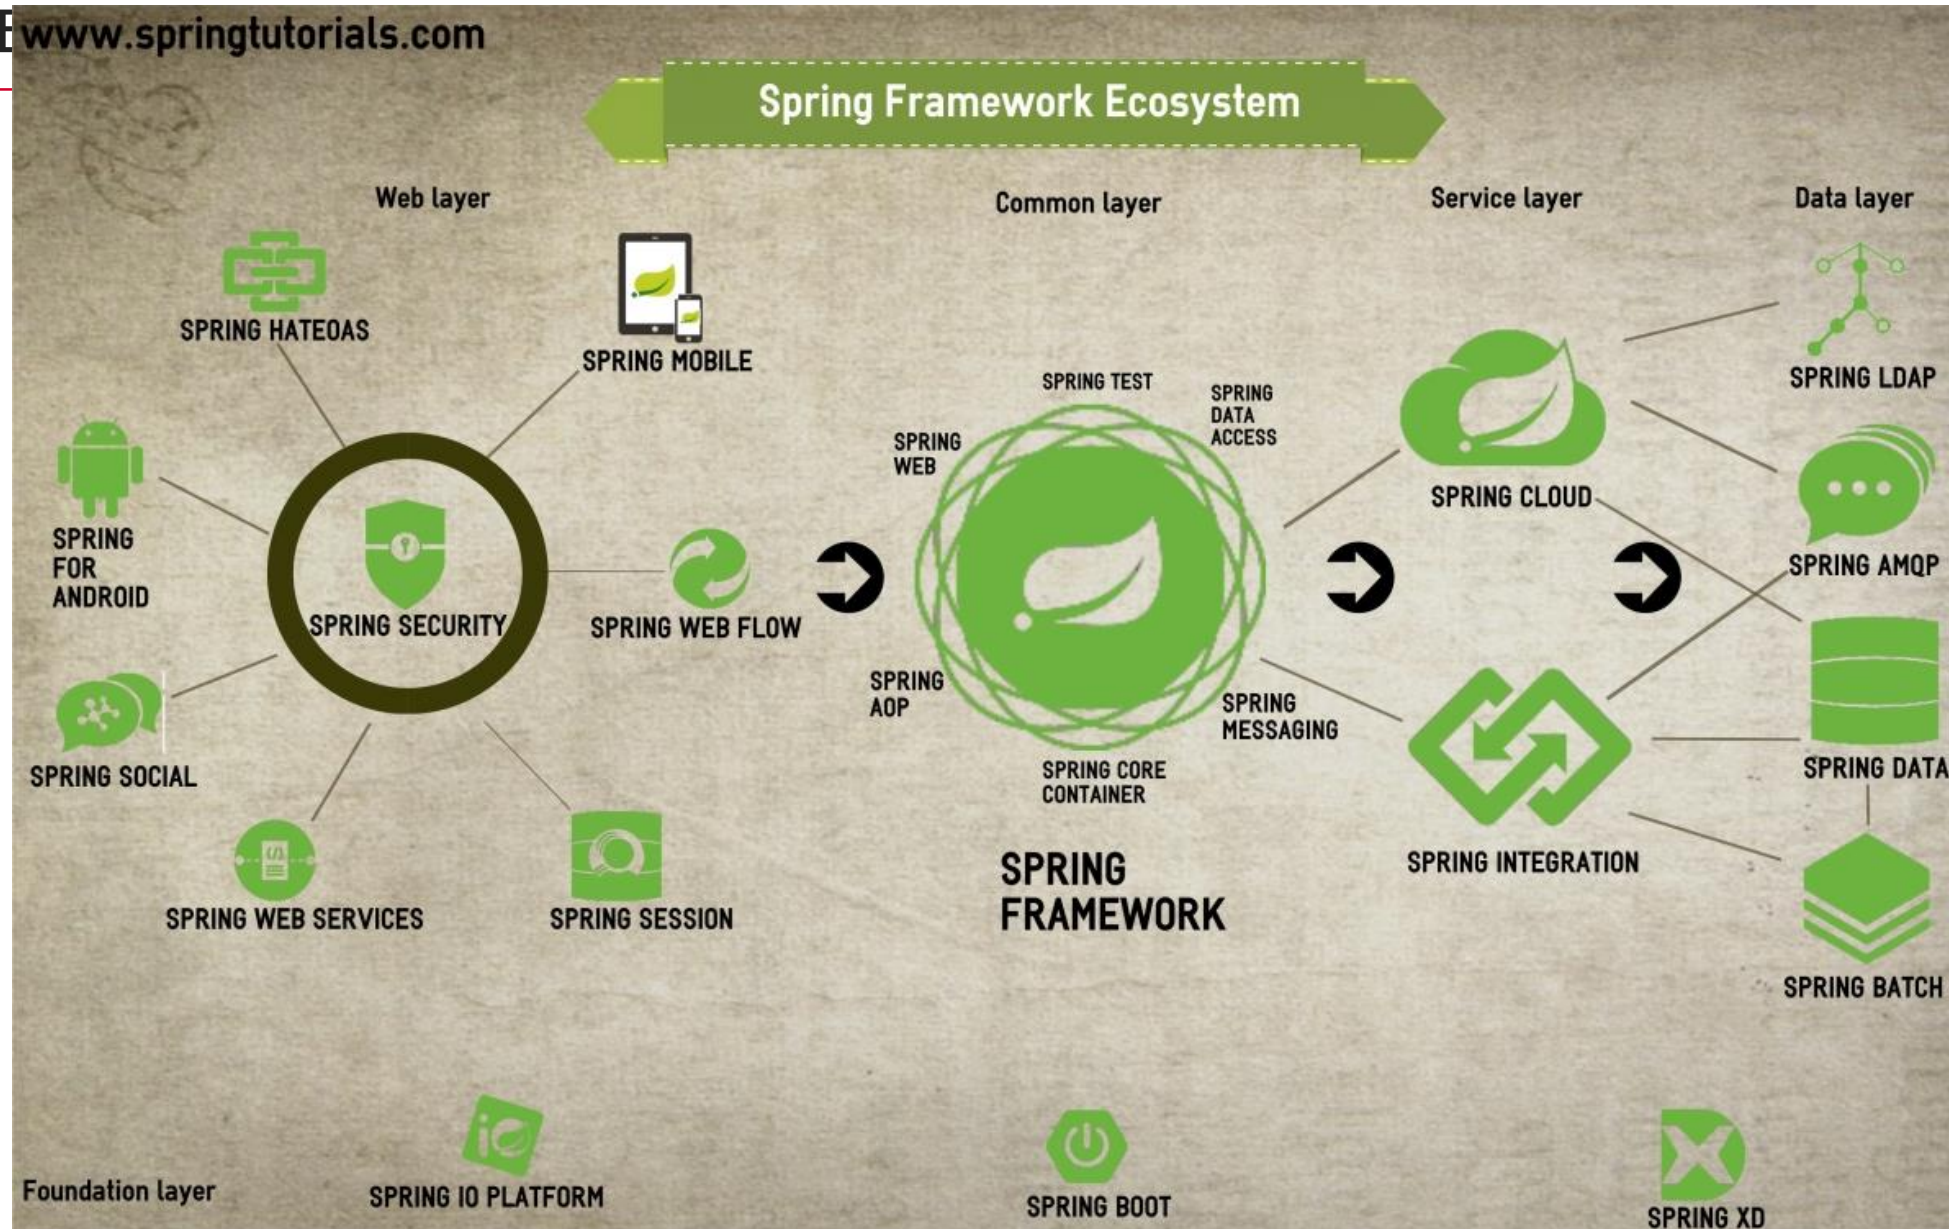 www.springtutorials.com
Spring Framework Ecosystem
Web layer
Common layer
Service layer
Data layer
SPRING HATEOAS
SPRING MOBILE
SPRING
FOR
ANDROID
SPRING SECURITY
SPRING WEB FLOW
SPRING SOCIAL
SPRING WEB SERVICES
SPRING SESSION
SPRING TEST
SPRING
DATA
ACCESS
SPRING
WEB
SPRING
AOP
SPRING
MESSAGING
SPRING CORE
CONTAINER
SPRING
FRAMEWORK
SPRING CLOUD
SPRING INTEGRATION
SPRING LDAP
SPRING AMQP
SPRING DATA
SPRING BATCH
Foundation layer
SPRING IO PLATFORM
SPRING BOOT
SPRING XD